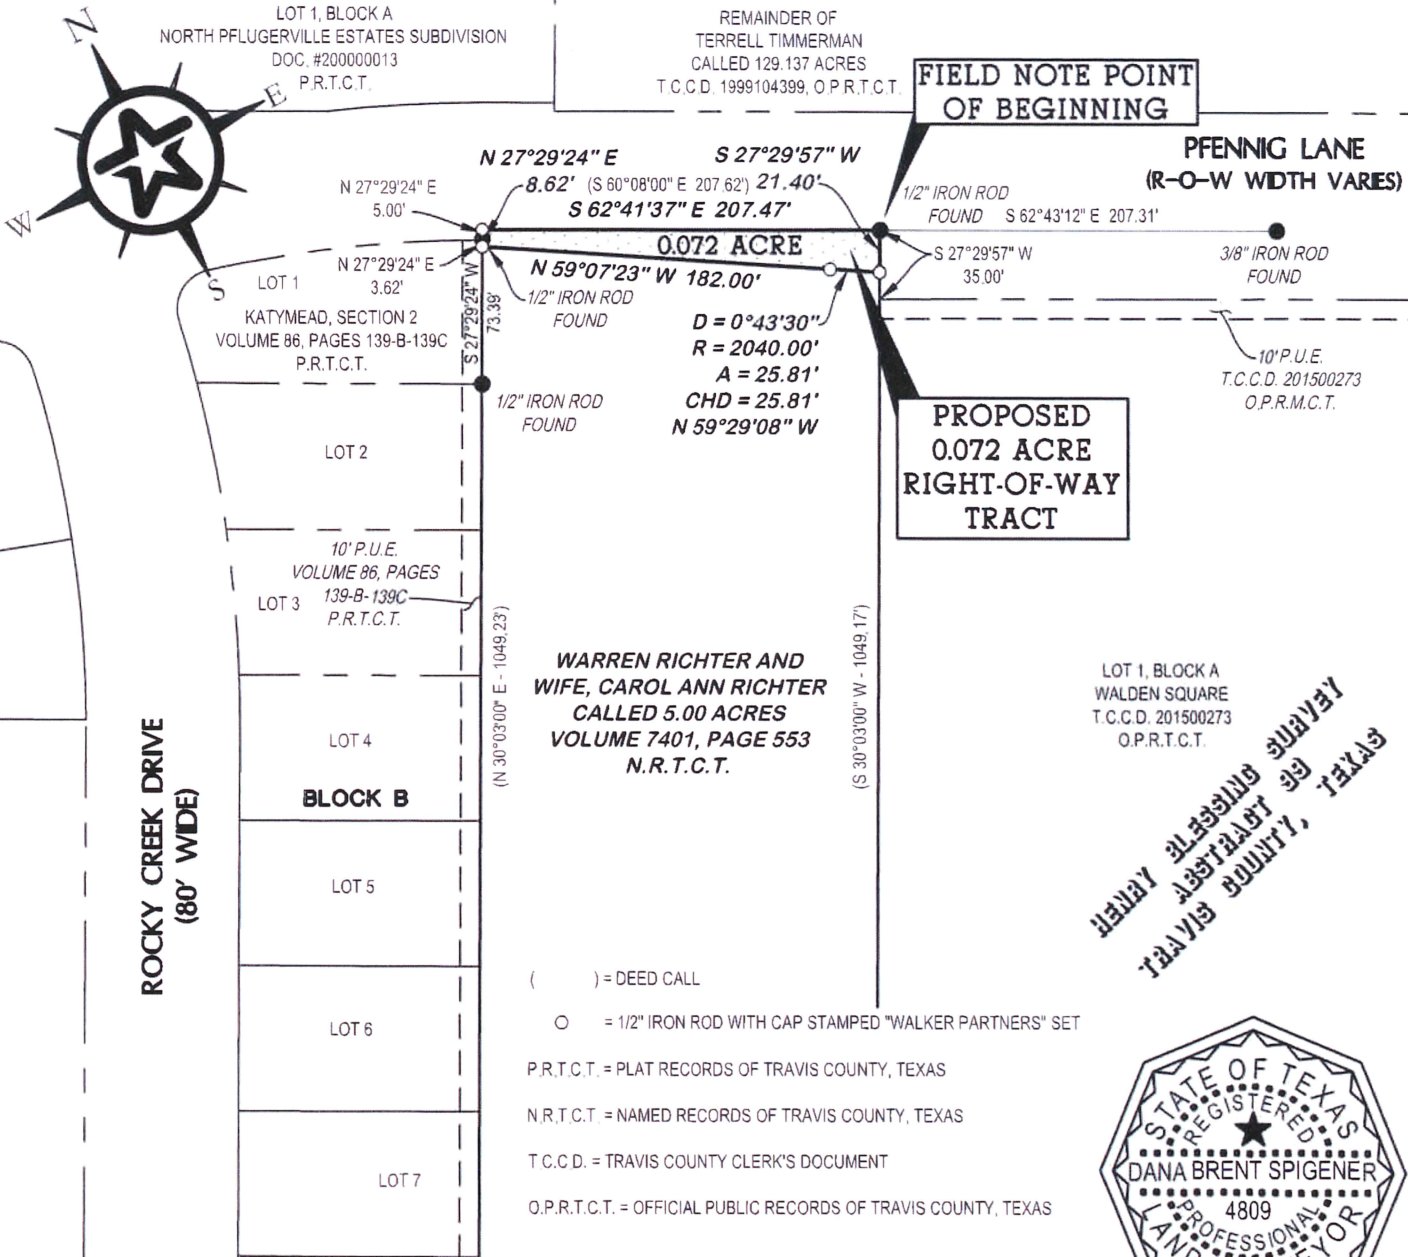 LOT 1, BLOCK A
NORTH PFLUGERVILLE ESTATES SUBDIVISION
DOC. #200000013
P.R.T.C.T.
REMAINDER OF
TERRELL TIMMERMAN
CALLED 129.137 ACRES
T.C.C.D. 1999104399, O.P.R.T.C.T.
FIELD NOTE POINT
OF BEGINNING
N
E
W
S
PFENNIG LANE
(R-O-W WIDTH VARIES)
N 27°29'24" E
8.62'
S 27°29'57" W
21.40'
(S 60°08'00" E 207.62')
S 62°41'37" E 207.47'
N 27°29'24" E
5.00'
1/2" IRON ROD
FOUND
S 62°43'12" E 207.31'
0.072 ACRE
S 27°29'57" W
35.00'
3/8" IRON ROD
FOUND
N 27°29'24" E
3.62'
N 59°07'23" W 182.00'
1/2" IRON ROD
FOUND
S 27°29'24" W
73.39'
LOT 1
KATYMEAD, SECTION 2
VOLUME 86, PAGES 139-B-139C
P.R.T.C.T.
D = 0°43'30"
R = 2040.00'
A = 25.81'
CHD = 25.81'
N 59°29'08" W
10' P.U.E.
T.C.C.D. 201500273
O.P.R.M.C.T.
1/2" IRON ROD
FOUND
PROPOSED
0.072 ACRE
RIGHT-OF-WAY
TRACT
LOT 2
10' P.U.E.
VOLUME 86, PAGES
139-B-139C
P.R.T.C.T.
LOT 3
(N 30°03'00" E - 1049.23')
(S 30°03'00" W - 1049.17')
WARREN RICHTER AND
WIFE, CAROL ANN RICHTER
CALLED 5.00 ACRES
VOLUME 7401, PAGE 553
N.R.T.C.T.
LOT 1, BLOCK A
WALDEN SQUARE
T.C.C.D. 201500273
O.P.R.T.C.T.
HENRY BLESSING SURVEY
ABSTRACT 99
TRAVIS COUNTY, TEXAS
LOT 4
BLOCK B
ROCKY CREEK DRIVE
(80' WIDE)
LOT 5
LOT 6
LOT 7
( ) = DEED CALL
= 1/2" IRON ROD WITH CAP STAMPED "WALKER PARTNERS" SET
P.R.T.C.T. = PLAT RECORDS OF TRAVIS COUNTY, TEXAS
N.R.T.C.T. = NAMED RECORDS OF TRAVIS COUNTY, TEXAS
T.C.C.D. = TRAVIS COUNTY CLERK'S DOCUMENT
O.P.R.T.C.T. = OFFICIAL PUBLIC RECORDS OF TRAVIS COUNTY, TEXAS
STATE OF TEXAS
REGISTERED
DANA BRENT SPIGENER
4809
PROFESSIONAL